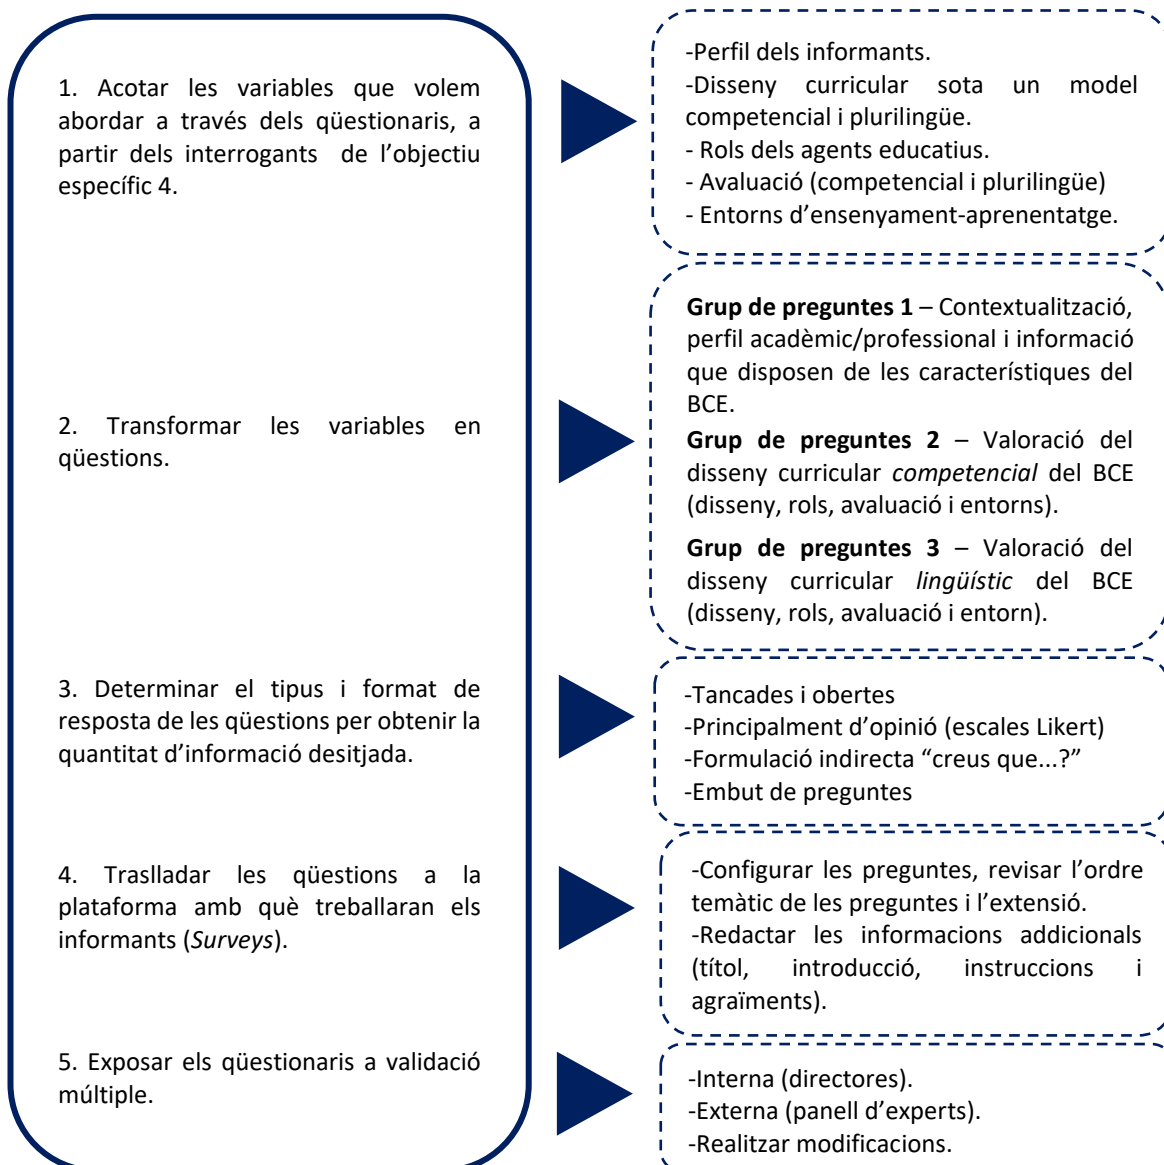 1. Acotar les variables que volem
abordar a través dels qüestionaris, a
partir dels interrogants de l’objectiu
específic 4.
-Perfil dels informants.
-Disseny curricular sota un model
competencial i plurilingüe.
- Rols dels agents educatius.
- Avaluació (competencial i plurilingüe)
- Entorns d’ensenyament-aprenentatge.
2. Transformar les variables en
qüestions.
Grup de preguntes 1 – Contextualització,
perfil acadèmic/professional i informació
que disposen de les característiques del
BCE.
Grup de preguntes 2 – Valoració del
disseny curricular competencial del BCE
(disseny, rols, avaluació i entorns).
Grup de preguntes 3 – Valoració del
disseny curricular lingüístic del BCE
(disseny, rols, avaluació i entorn).
3. Determinar el tipus i format de
resposta de les qüestions per obtenir la
quantitat d’informació desitjada.
-Tancades i obertes
-Principalment d’opinió (escales Likert)
-Formulació indirecta “creus que...?”
-Embut de preguntes
4. Traslladar les qüestions a la
plataforma amb què treballaran els
informants (Surveys).
-Configurar les preguntes, revisar l’ordre
temàtic de les preguntes i l’extensió.
-Redactar les informacions addicionals
(títol, introducció, instruccions i
agraïments).
5. Exposar els qüestionaris a validació
múltiple.
-Interna (directores).
-Externa (panell d’experts).
-Realitzar modificacions.